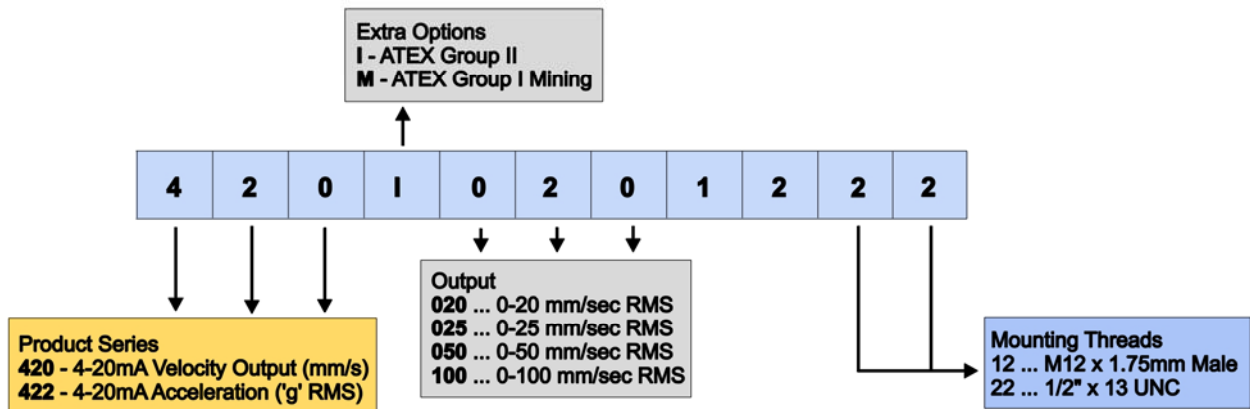 Extra Options
I - ATEX Group II
M - ATEX Group I Mining
4 2 0 I 0 2 0 1 2 2 2
Output
020 ... 0-20 mm/sec RMS
025 ... 0-25 mm/sec RMS
050 ... 0-50 mm/sec RMS
100 ... 0-100 mm/sec RMS
Product Series
420 - 4-20mA Velocity Output (mm/s)
422 - 4-20mA Acceleration ('g' RMS)
Mounting Threads
12 ... M12 x 1.75mm Male
22 ... 1/2" x 13 UNC